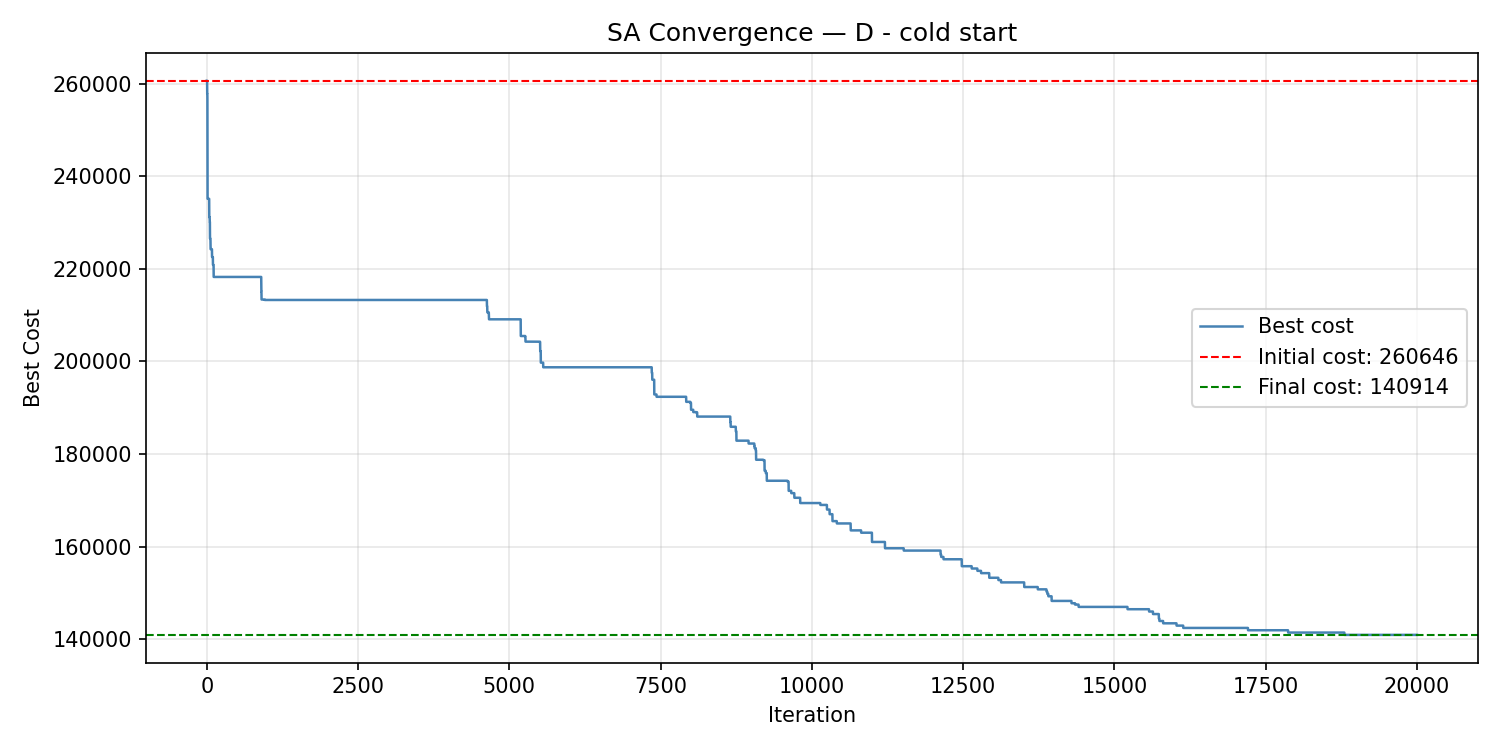 SA Convergence — D - cold start
Best Cost
260000
240000
220000
200000
180000
160000
140000
Best cost
Initial cost: 260646
Final cost: 140914
0 2500 5000 7500 10000 12500 15000 17500 20000
Iteration